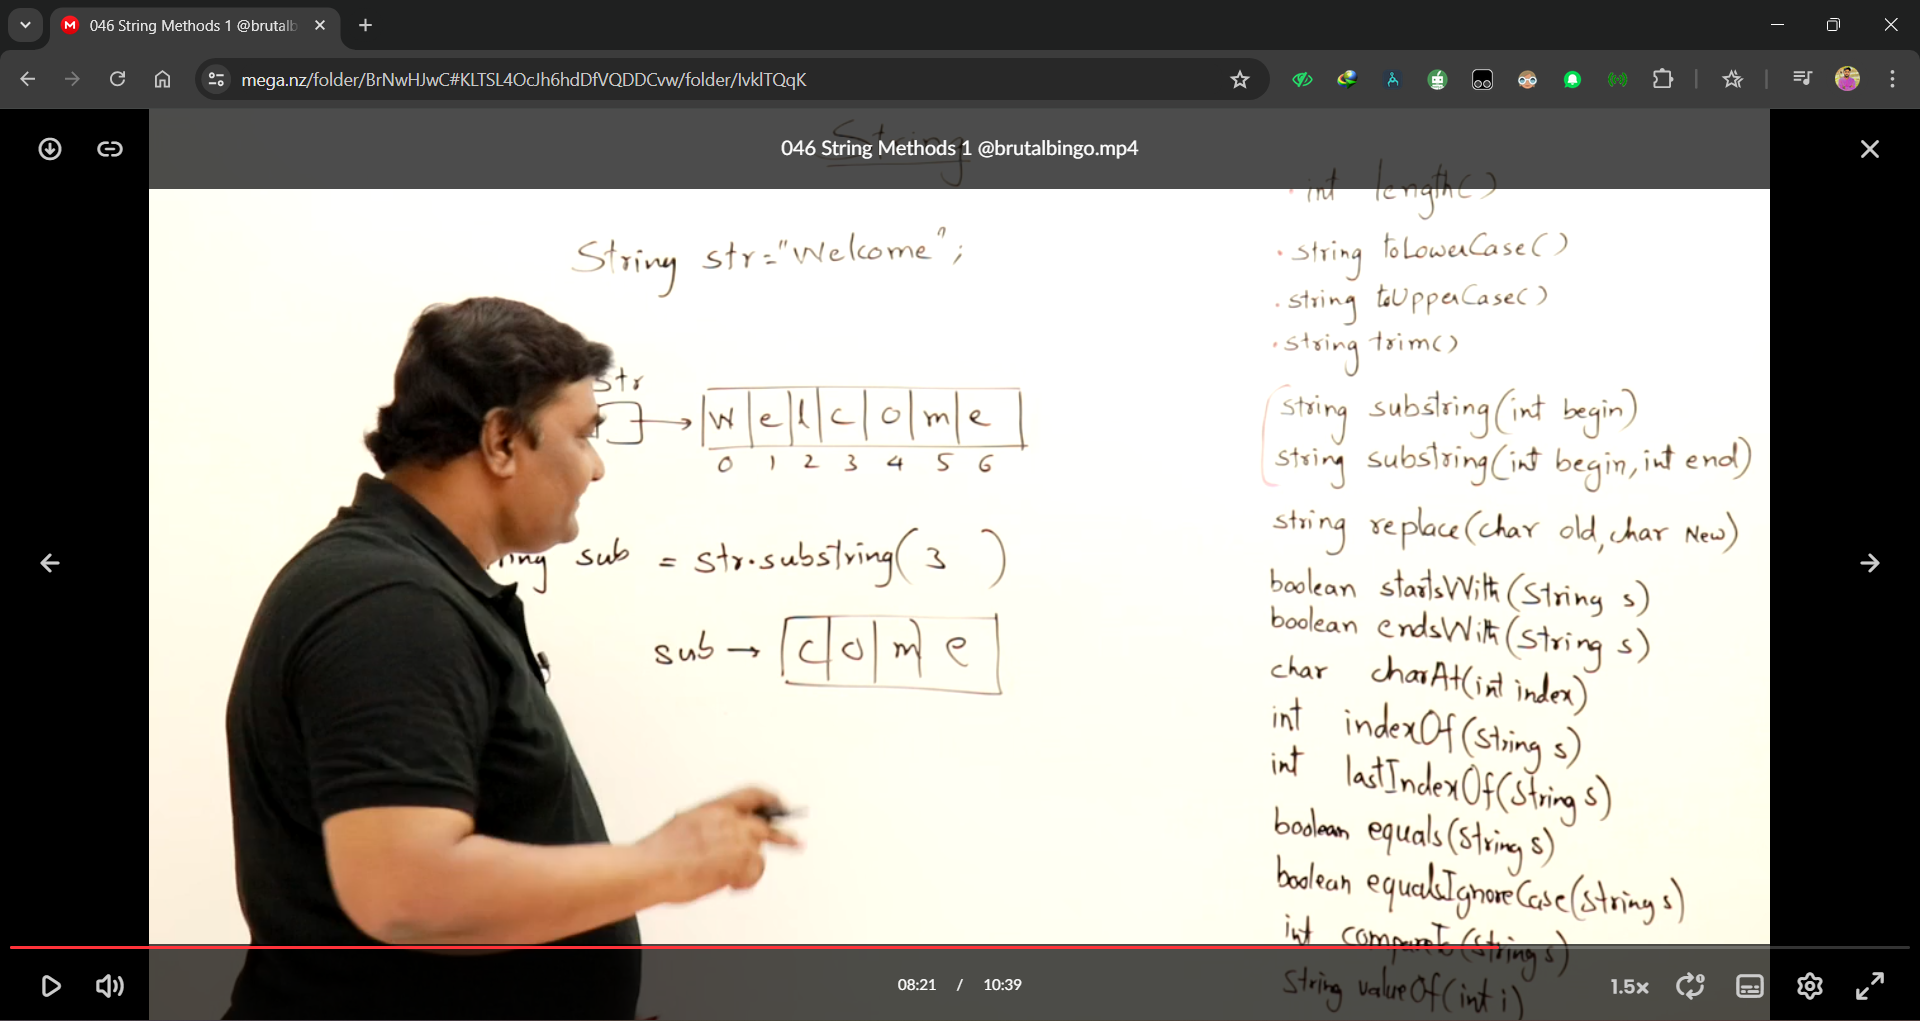 046 String Methods 1 @brutalb
mega.nz/folder/BrNwHJwC#KLTSL4OcJh6hdDfVQDDCvw/folder/IvklTQqK
String
046 String Methods 1 @brutalbingo.mp4
String str="Welcome";
str
W e l c o m e
0 1 2 3 4 5 6
ring sub = str.substring( 3 )
sub → c o m e
int length()
string toLowerCase()
string toUpperCase()
string trim()
string substring(int begin)
string substring(int begin, int end)
string replace(char old, char New)
boolean startsWith(String s)
boolean endsWith(String s)
char charAt(int index)
int indexOf(String s)
int lastIndexOf(String s)
boolean equals(String s)
boolean equalsIgnoreCase(String s)
int compareTo(String s)
String valueOf(int i)
08:21 / 10:39
1.5x